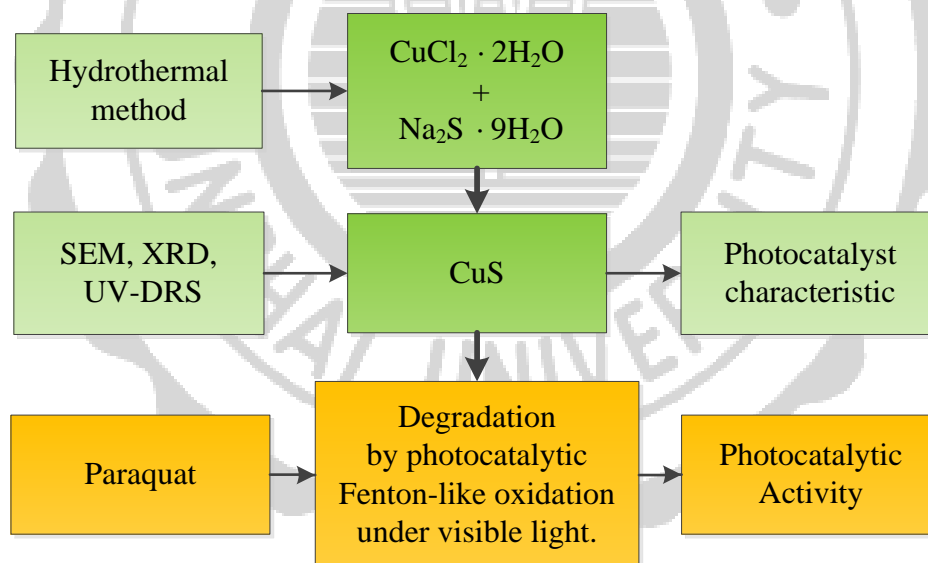 Hydrothermal
method
CuCl₂ · 2H₂O
+
Na₂S · 9H₂O
SEM, XRD,
UV-DRS
CuS
Photocatalyst
characteristic
Paraquat
Degradation
by photocatalytic
Fenton-like oxidation
under visible light.
Photocatalytic
Activity